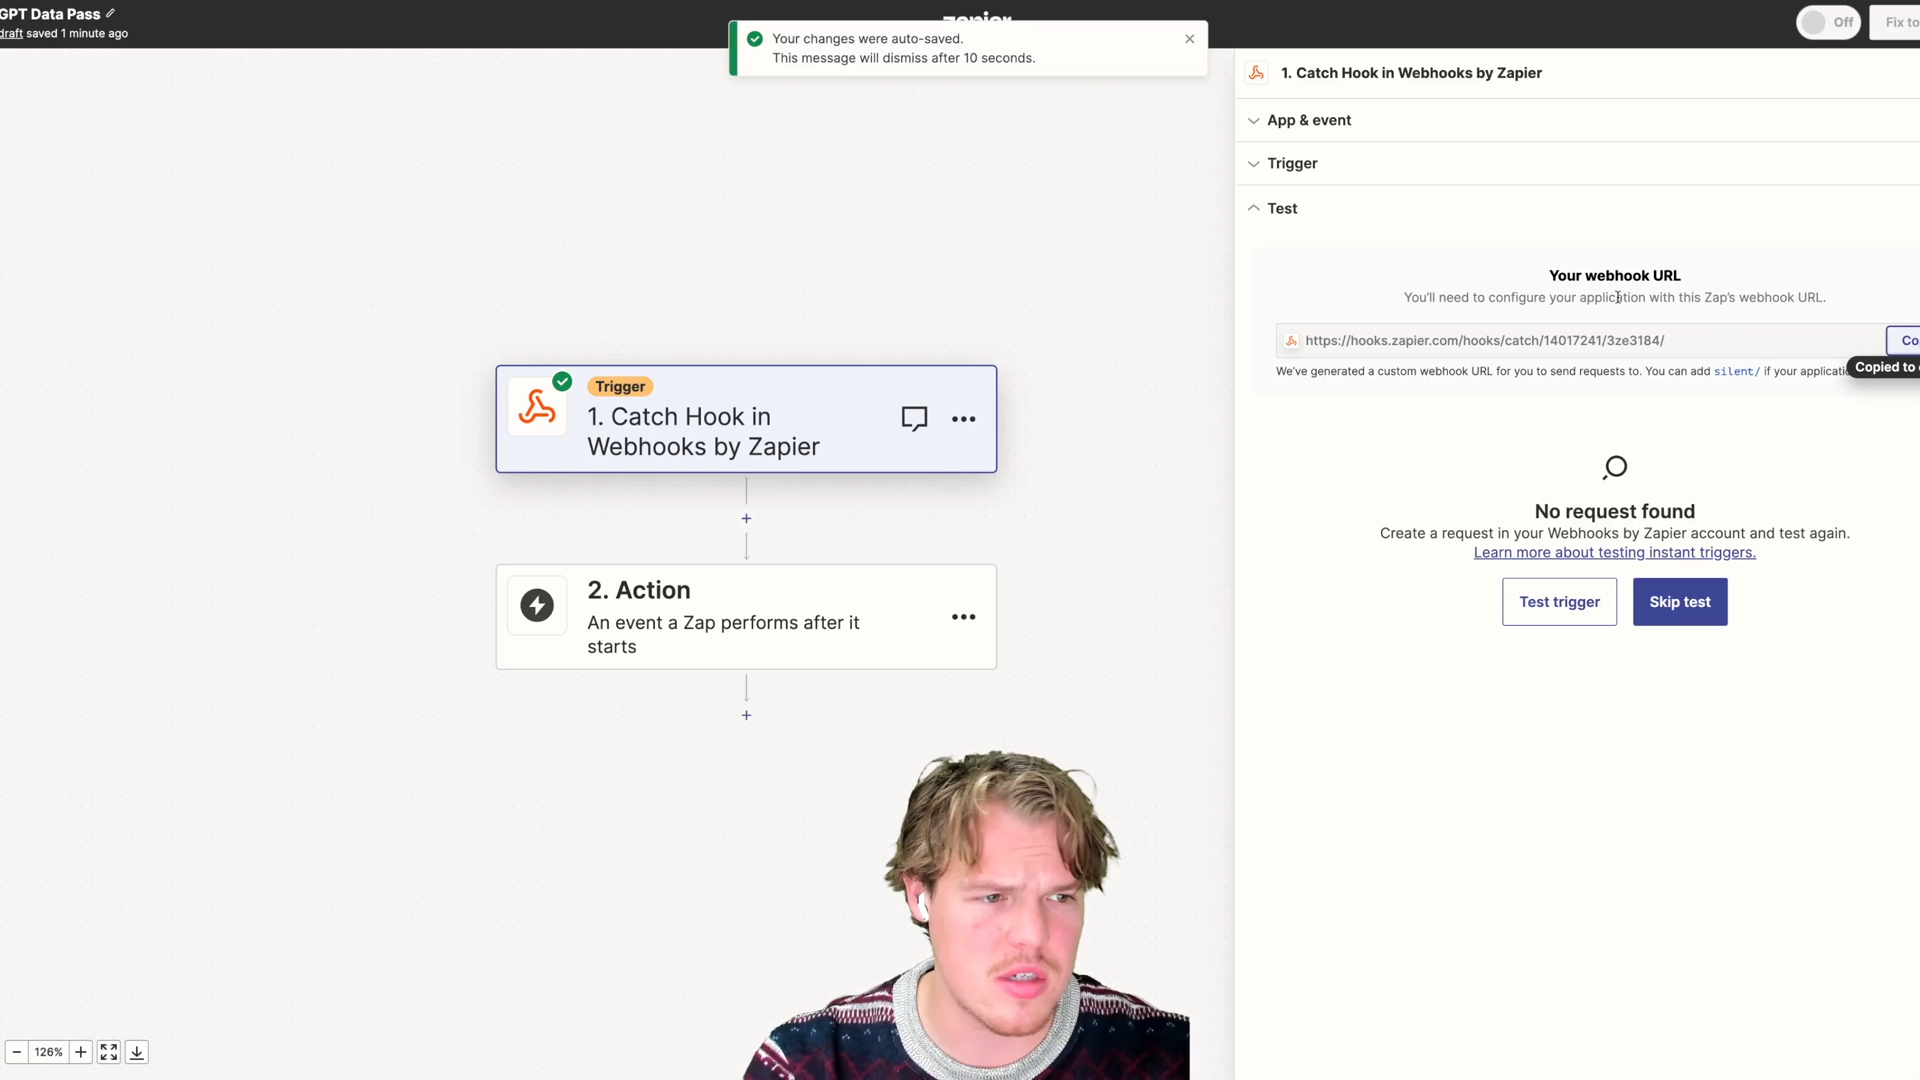 GPT Data Pass
draft saved 1 minute ago
zapier
Your changes were auto-saved.
This message will dismiss after 10 seconds.
Off
Fix to
1. Catch Hook in Webhooks by Zapier
App & event
Trigger
Test
Your webhook URL
You'll need to configure your application with this Zap's webhook URL.
https://hooks.zapier.com/hooks/catch/14017241/3ze3184/
Co
Copied to
We've generated a custom webhook URL for you to send requests to. You can add silent/ if your
No request found
Create a request in your Webhooks by Zapier account and test again.
Learn more about testing instant triggers.
Test trigger
Skip test
Trigger
1. Catch Hook in
Webhooks by Zapier
2. Action
An event a Zap performs after it
starts
126%